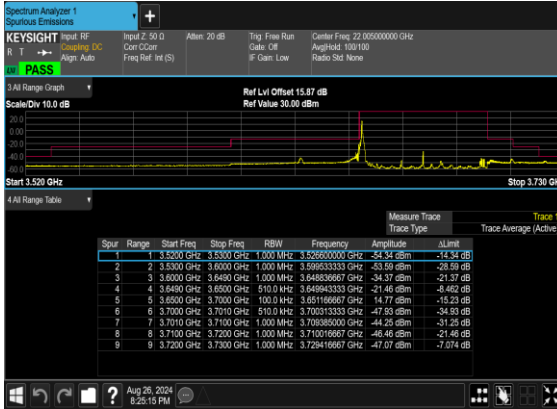 Spectrum Analyzer 1
Spurious Emissions
KEYSIGHT Input: RF Input Z: 50 Ω Atten: 20 dB Trig: Free Run Center Freq: 22.005000000 GHz
R T Coupling: DC Corr CCorr Gate: Off Avg|Hold: 100/100
Align: Auto Freq Ref: Int (S) IF Gain: Low Radio Std: None
PASS
3 All Range Graph
Ref Lvl Offset 15.87 dB
Scale/Div 10.0 dB Ref Value 30.00 dBm
20.0
0.00
-20.0
-40.0
-60.0
Start 3.520 GHz Stop 3.730 GH
4 All Range Table
Measure Trace Trace 1
Trace Type Trace Average (Active
Spur Range Start Freq Stop Freq RBW Frequency Amplitude ΔLimit
1 1 3.5200 GHz 3.5300 GHz 1.000 MHz 3.526600000 GHz -54.34 dBm -14.34 dB
2 2 3.5300 GHz 3.6000 GHz 1.000 MHz 3.599533333 GHz -53.59 dBm -28.59 dB
3 3 3.6000 GHz 3.6490 GHz 1.000 MHz 3.648836667 GHz -34.37 dBm -21.37 dB
4 4 3.6490 GHz 3.6500 GHz 510.0 kHz 3.649943333 GHz -21.46 dBm -8.462 dB
5 5 3.6500 GHz 3.7000 GHz 100.0 kHz 3.651166667 GHz 14.77 dBm -15.23 dB
6 6 3.7000 GHz 3.7010 GHz 510.0 kHz 3.700313333 GHz -47.93 dBm -34.93 dB
7 7 3.7010 GHz 3.7100 GHz 1.000 MHz 3.709385000 GHz -44.25 dBm -31.25 dB
8 8 3.7100 GHz 3.7200 GHz 1.000 MHz 3.710016667 GHz -46.46 dBm -21.46 dB
9 9 3.7200 GHz 3.7300 GHz 1.000 MHz 3.729416667 GHz -47.07 dBm -7.074 dB
Aug 26, 2024
8:25:15 PM